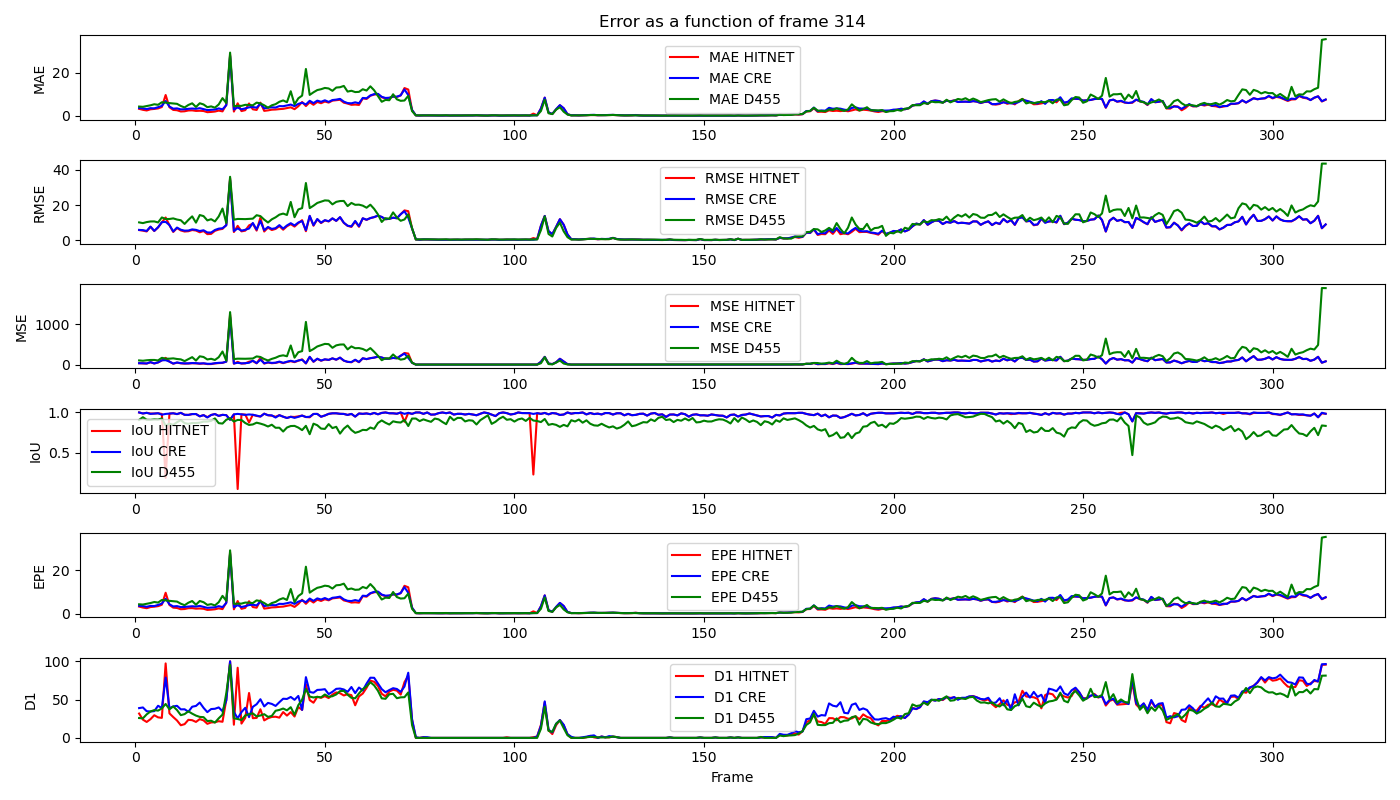 Error as a function of frame 314
MAE
20
0
MAE HITNET
MAE CRE
MAE D455
0 50 100 150 200 250 300
RMSE
40
20
0
RMSE HITNET
RMSE CRE
RMSE D455
0 50 100 150 200 250 300
MSE
1000
0
MSE HITNET
MSE CRE
MSE D455
0 50 100 150 200 250 300
IoU
1.0
0.5
IoU HITNET
IoU CRE
IoU D455
0 50 100 150 200 250 300
EPE
20
0
EPE HITNET
EPE CRE
EPE D455
0 50 100 150 200 250 300
D1
100
50
0
D1 HITNET
D1 CRE
D1 D455
0 50 100 150 200 250 300
Frame